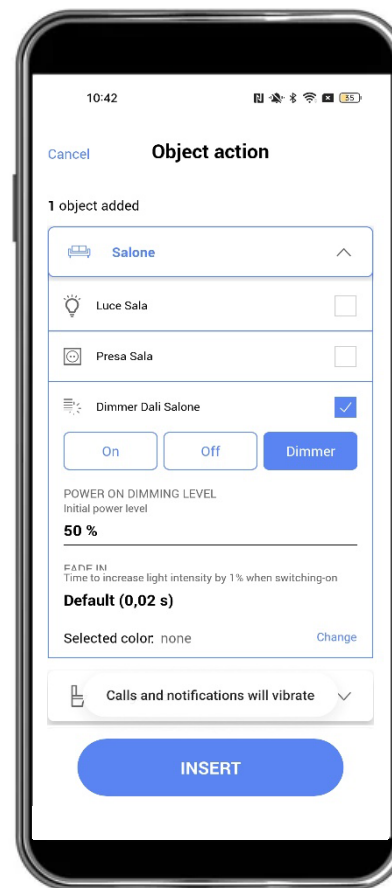 10:42
35
Cancel
Object action
1 object added
Salone
Luce Sala
Presa Sala
Dimmer Dali Salone
On Off Dimmer
POWER ON DIMMING LEVEL
Initial power level
50 %
FADE IN
Time to increase light intensity by 1% when switching-on
Default (0,02 s)
Selected color: none Change
Calls and notifications will vibrate
INSERT